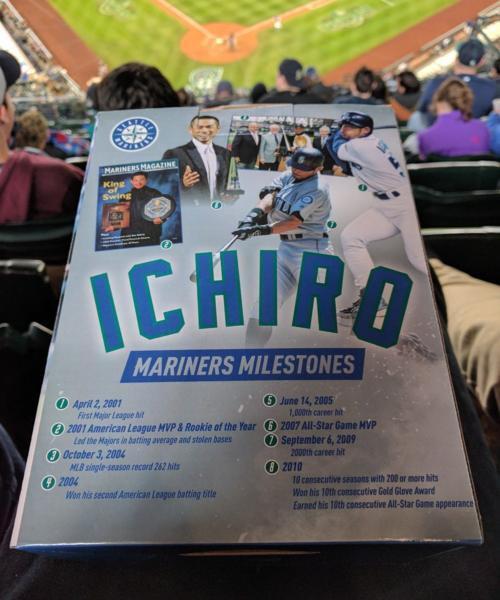 SEATTLE MARINERS
MARINERS MAGAZINE
King of
Swing
ICHIRO
MARINERS MILESTONES
1 April 2, 2001
First Major League hit
2 2001 American League MVP & Rookie of the Year
Led the Majors in batting average and stolen bases
3 October 3, 2004
MLB single-season record 262 hits
4 2004
Won his second American League batting title
5 June 14, 2005
1,000th career hit
6 2007 All-Star Game MVP
7 September 6, 2009
2000th career hit
8 2010
10 consecutive seasons with 200 or more hits
Won his 10th consecutive Gold Glove Award
Earned his 10th consecutive All-Star Game appearance